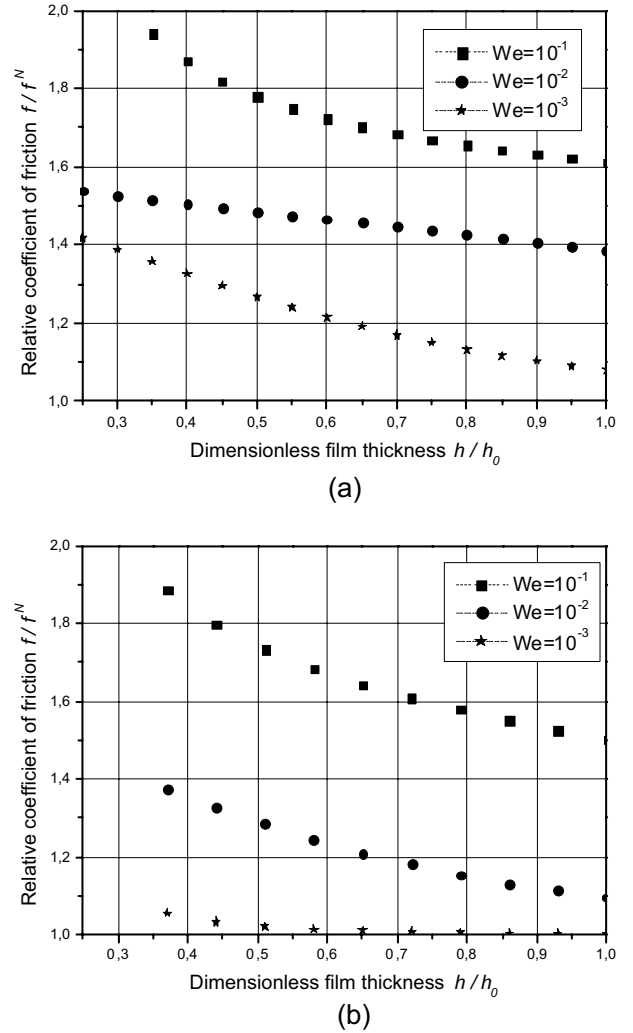 2,0
1,8
1,6
1,4
1,2
1,0
Relative coefficient of friction f / f^N
We=10^-1
We=10^-2
We=10^-3
0,3 0,4 0,5 0,6 0,7 0,8 0,9 1,0
Dimensionless film thickness h / h_0
(a)
2,0
1,8
1,6
1,4
1,2
1,0
Relative coefficient of friction f / f^N
We=10^-1
We=10^-2
We=10^-3
0,3 0,4 0,5 0,6 0,7 0,8 0,9 1,0
Dimensionless film thickness h / h_0
(b)